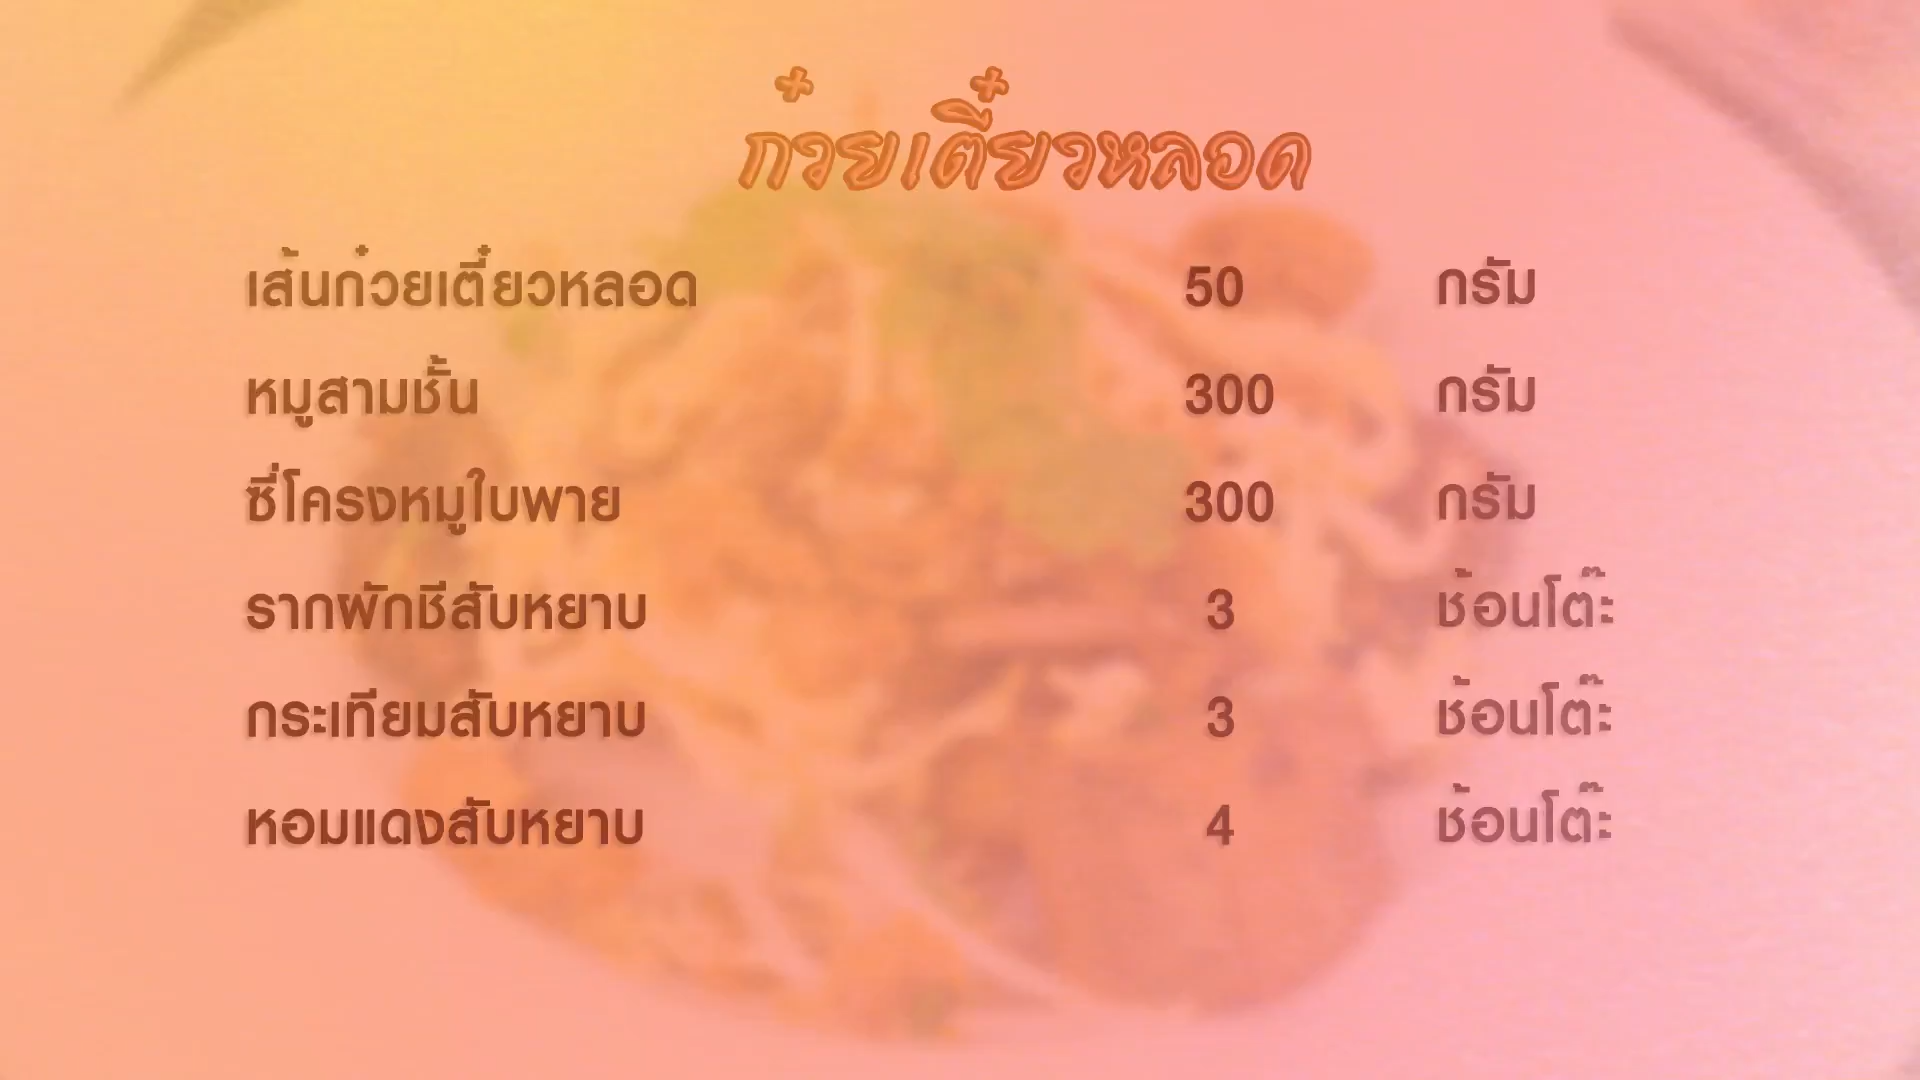 ก๋วยเตี๋ยวหลอด
เส้นก๋วยเตี๋ยวหลอด 50 กรัม
หมูสามชั้น 300 กรัม
ซี่โครงหมูใบพาย 300 กรัม
รากผักชีสับหยาบ 3 ช้อนโต๊ะ
กระเทียมสับหยาบ 3 ช้อนโต๊ะ
หอมแดงสับหยาบ 4 ช้อนโต๊ะ